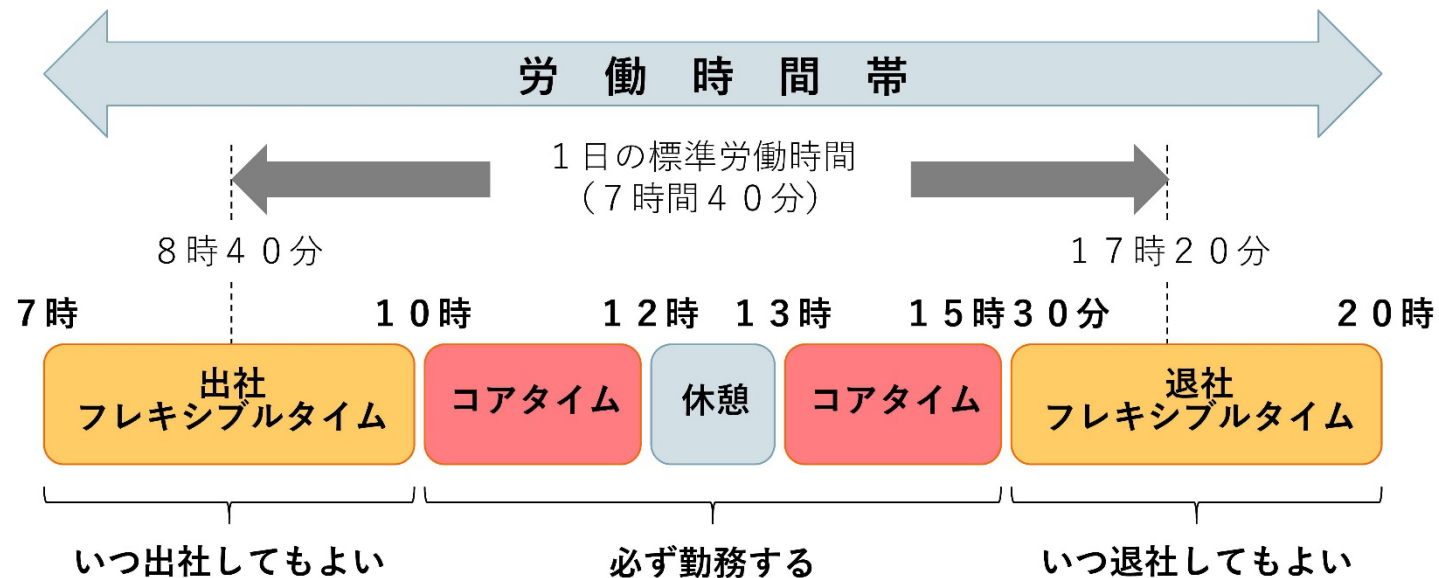 労働時間帯
１日の標準労働時間
（７時間４０分）
８時４０分
１７時２０分
７時
１０時
１２時
１３時
１５時３０分
２０時
出社
フレキシブルタイム
コアタイム
休憩
コアタイム
退社
フレキシブルタイム
いつ出社してもよい
必ず勤務する
いつ退社してもよい